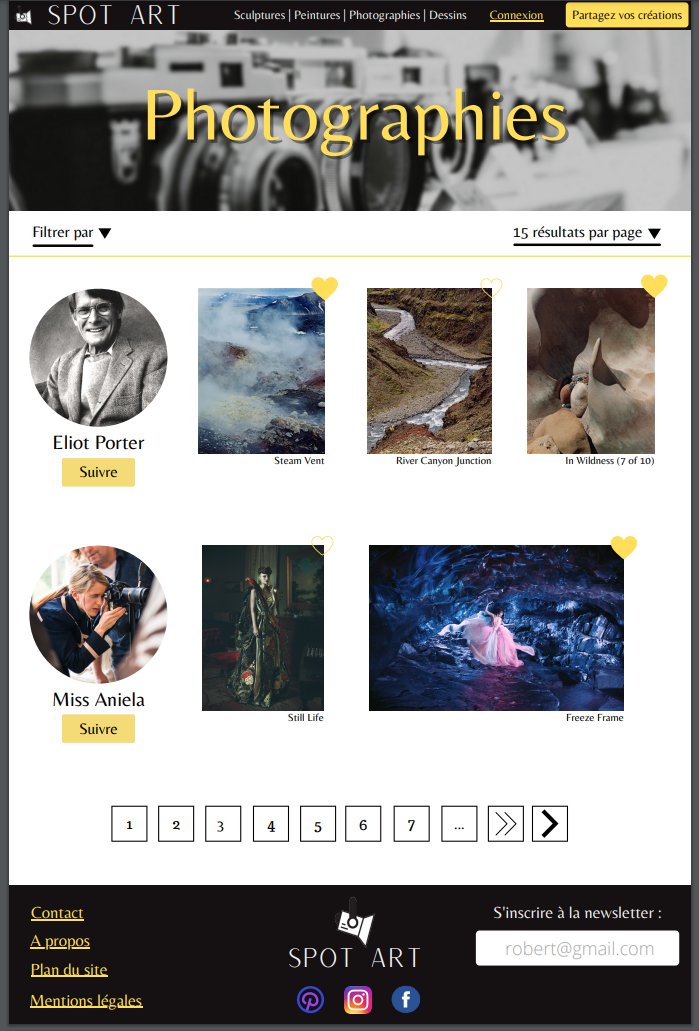 SPOT ART Sculptures | Peintures | Photographies | Dessins Connexion Partagez vos créations
Photographies
Filtrer par 15 résultats par page
Eliot Porter
Suivre
Steam Vent
River Canyon Junction
In Wildness (7 of 10)
Miss Aniela
Suivre
Still Life
Freeze Frame
1 2 3 4 5 6 7 ...
Contact
A propos
Plan du site
Mentions légales
SPOT ART
S'inscrire à la newsletter :
robert@gmail.com